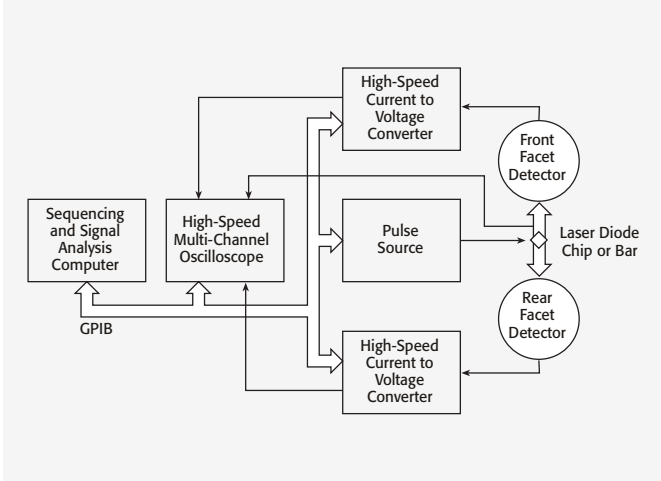 High-Speed
Current to
Voltage
Converter
Front
Facet
Detector
Sequencing
and Signal
Analysis
Computer
High-Speed
Multi-Channel
Oscilloscope
Pulse
Source
Laser Diode
Chip or Bar
Rear
Facet
Detector
GPIB
High-Speed
Current to
Voltage
Converter